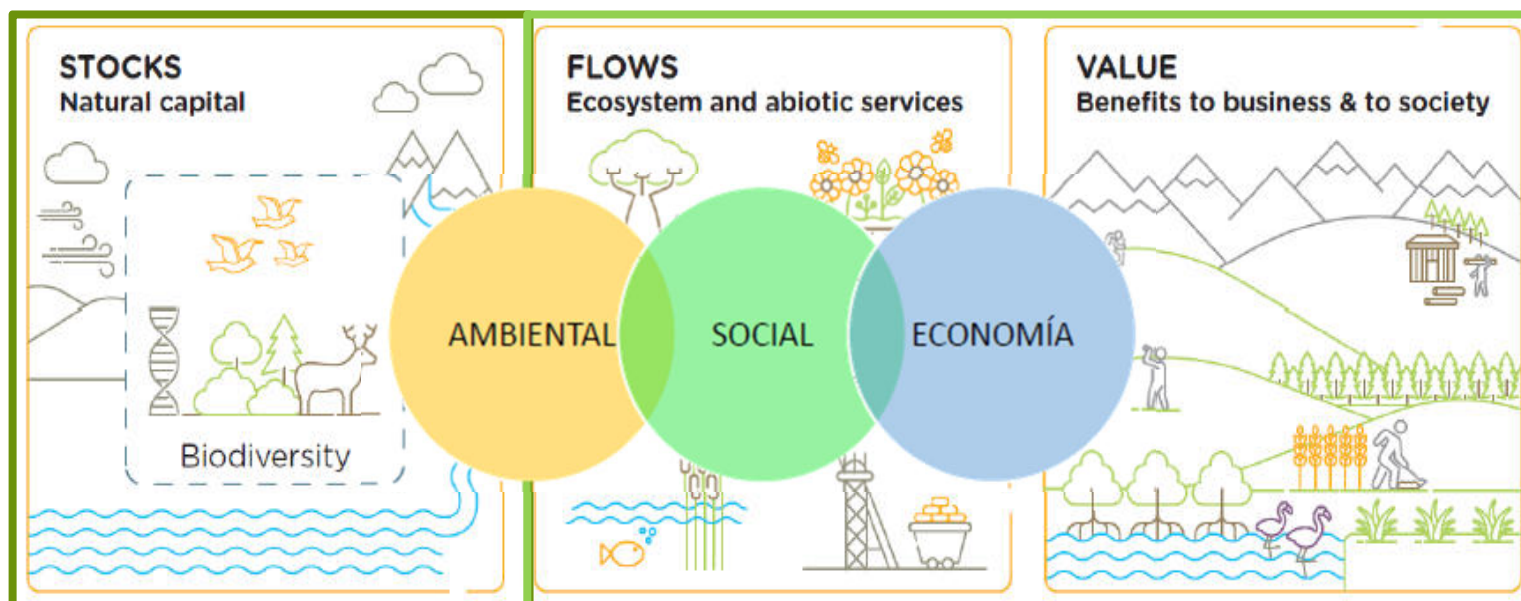 STOCKS
Natural capital
Biodiversity
FLOWS
Ecosystem and abiotic services
VALUE
Benefits to business & to society
AMBIENTAL
SOCIAL
ECONOMÍA